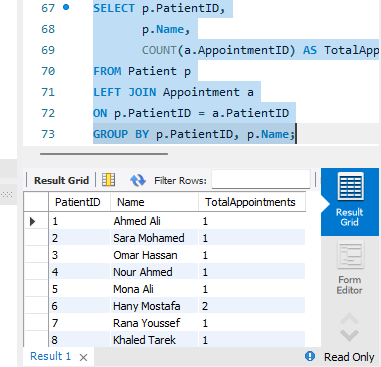 67 SELECT p.PatientID,
68 p.Name,
69 COUNT(a.AppointmentID) AS TotalApp
70 FROM Patient p
71 LEFT JOIN Appointment a
72 ON p.PatientID = a.PatientID
73 GROUP BY p.PatientID, p.Name;
Result Grid Filter Rows:
PatientID Name TotalAppointments
1 Ahmed Ali 1
2 Sara Mohamed 1
3 Omar Hassan 1
4 Nour Ahmed 1
5 Mona Ali 1
6 Hany Mostafa 2
7 Rana Youssef 1
8 Khaled Tarek 1
Result
Grid
Form
Editor
Result 1 × Read Only